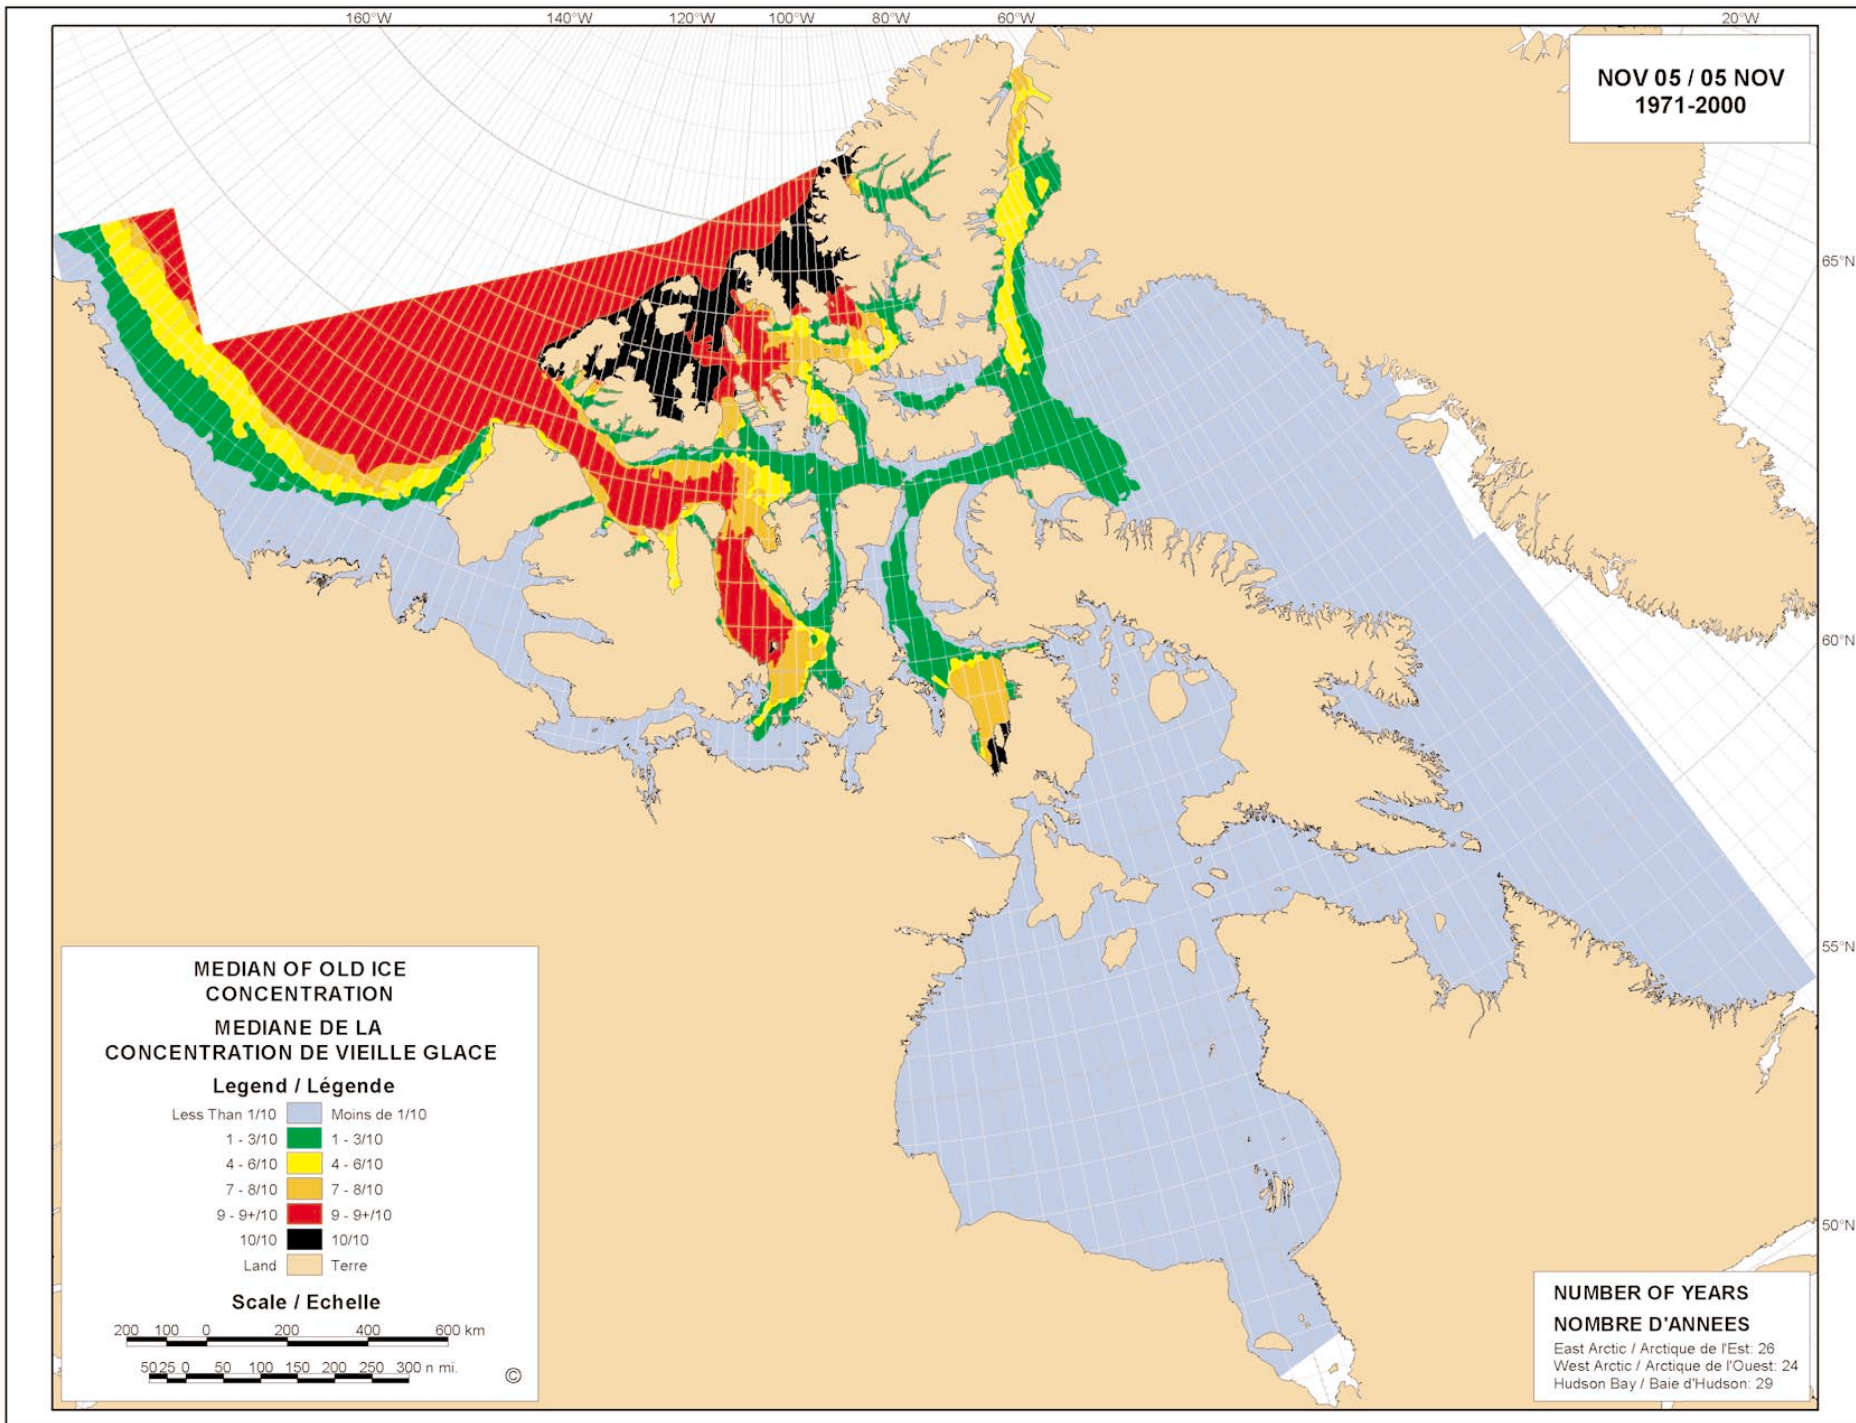 160°W 140°W 120°W 100°W 80°W 60°W 20°W
NOV 05 / 05 NOV
1971-2000
65°N
60°N
55°N
50°N
MEDIAN OF OLD ICE
CONCENTRATION
MEDIANE DE LA
CONCENTRATION DE VIEILLE GLACE
Legend / Légende
Less Than 1/10 Moins de 1/10
1 - 3/10 1 - 3/10
4 - 6/10 4 - 6/10
7 - 8/10 7 - 8/10
9 - 9+/10 9 - 9+/10
10/10 10/10
Land Terre
Scale / Echelle
200 100 0 200 400 600 km
50 25 0 50 100 150 200 250 300 n mi.
©
NUMBER OF YEARS
NOMBRE D'ANNEES
East Arctic / Arctique de l'Est: 26
West Arctic / Arctique de l'Ouest: 24
Hudson Bay / Baie d'Hudson: 29